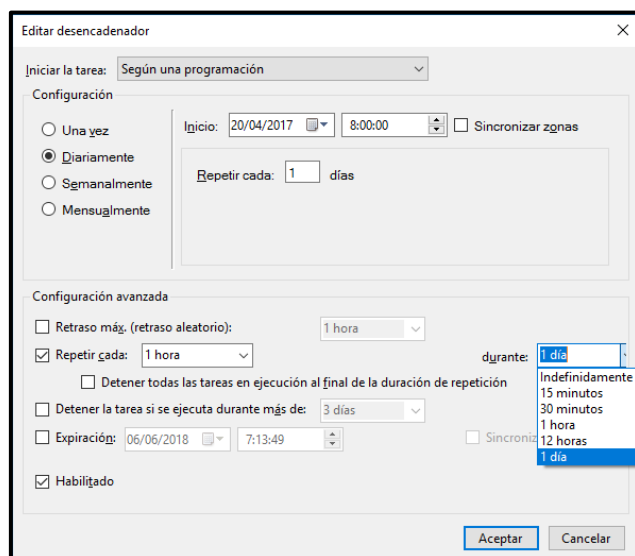 Editar desencadenador
Iniciar la tarea: Según una programación
Configuración
Una vez
Diariamente
Semanalmente
Mensualmente
Inicio: 20/04/2017 8:00:00 Sincronizar zonas
Repetir cada: 1 días
Configuración avanzada
Retraso máx. (retraso aleatorio): 1 hora
Repetir cada: 1 hora durante: 1 día
Indefinidamente
15 minutos
30 minutos
1 hora
12 horas
1 día
Detener todas las tareas en ejecución al final de la duración de repetición
Detener la tarea si se ejecuta durante más de: 3 días
Expiración: 06/06/2018 7:13:49 Sincroniz
Habilitado
Aceptar Cancelar